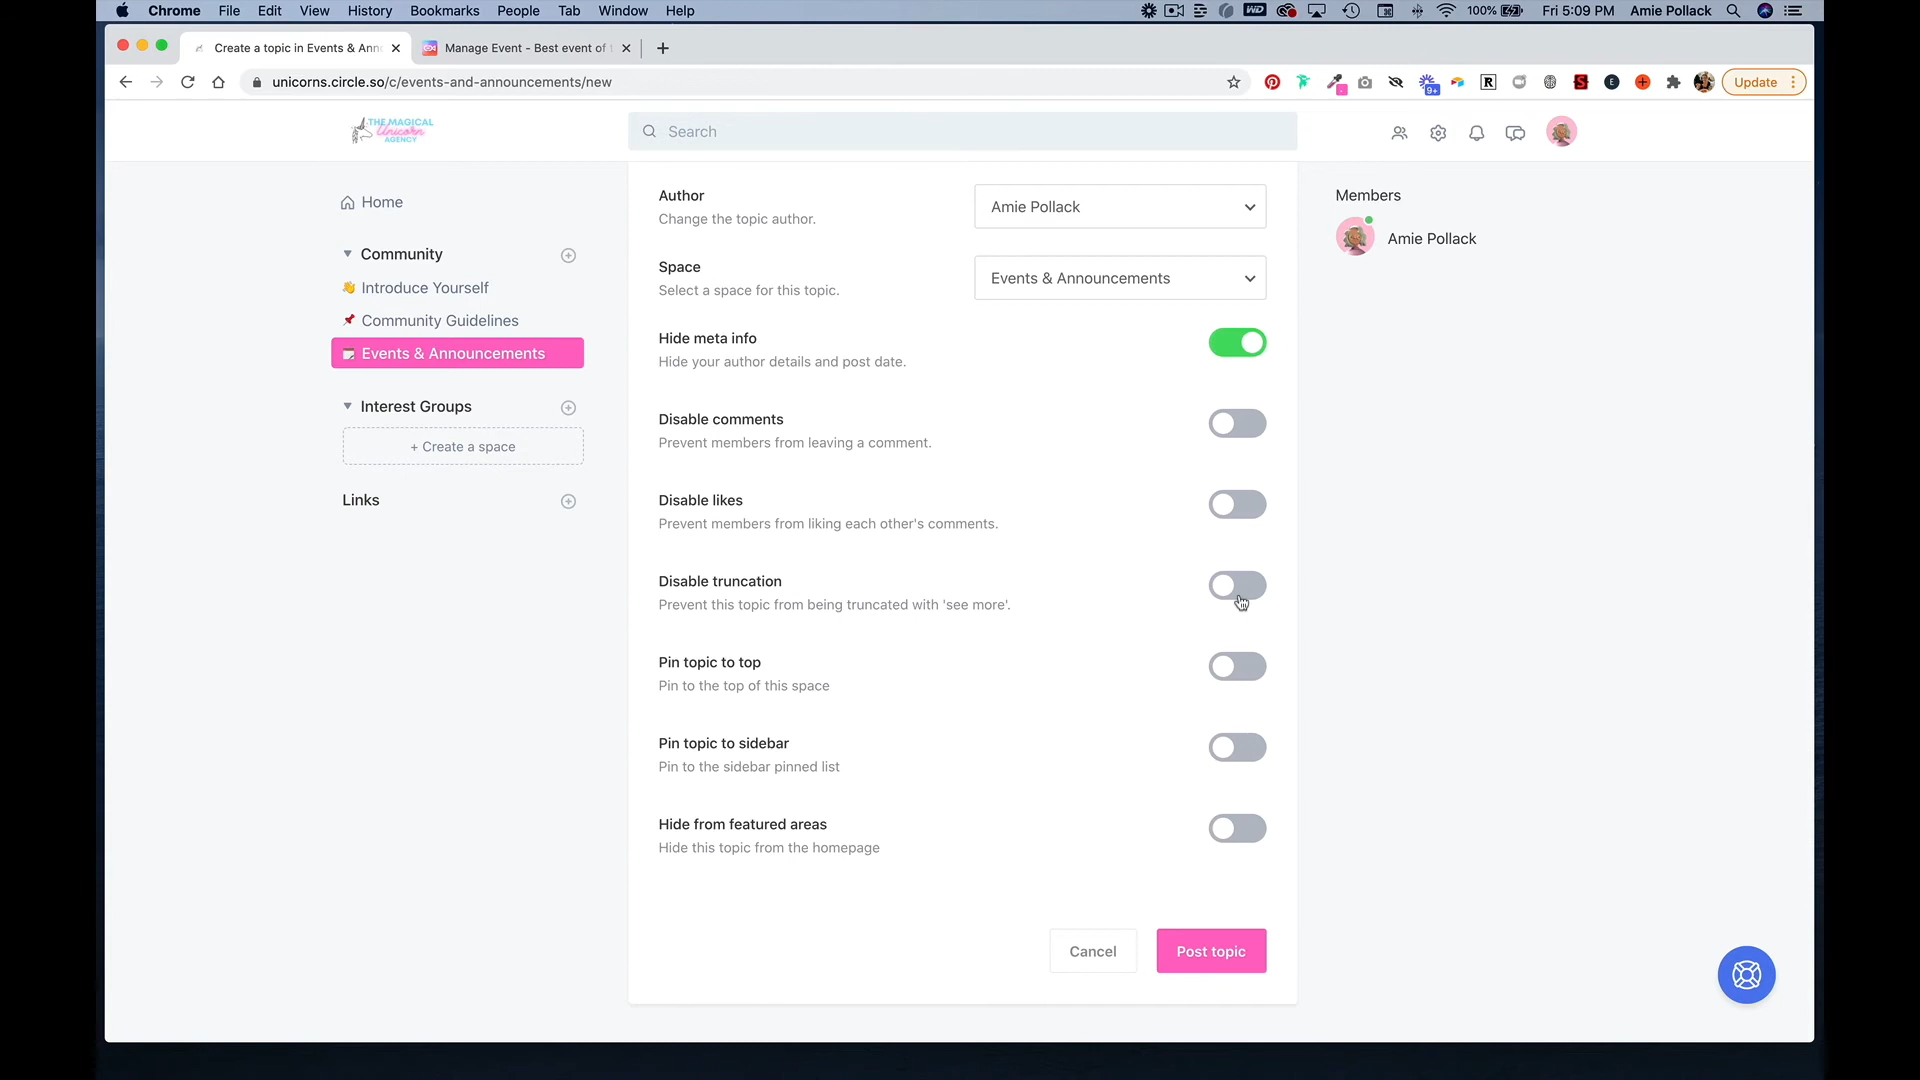 Chrome File Edit View History Bookmarks People Tab Window Help
100% Fri 5:09 PM Amie Pollack
Create a topic in Events & Ann
Manage Event - Best event of
unicorns.circle.so/c/events-and-announcements/new
9+
Update
THE MAGICAL
Unicorn
AGENCY
Search
Home
Community
Introduce Yourself
Community Guidelines
Events & Announcements
Interest Groups
+ Create a space
Links
Author
Change the topic author.
Amie Pollack
Space
Select a space for this topic.
Events & Announcements
Hide meta info
Hide your author details and post date.
Disable comments
Prevent members from leaving a comment.
Disable likes
Prevent members from liking each other's comments.
Disable truncation
Prevent this topic from being truncated with 'see more'.
Pin topic to top
Pin to the top of this space
Pin topic to sidebar
Pin to the sidebar pinned list
Hide from featured areas
Hide this topic from the homepage
Cancel
Post topic
Members
Amie Pollack